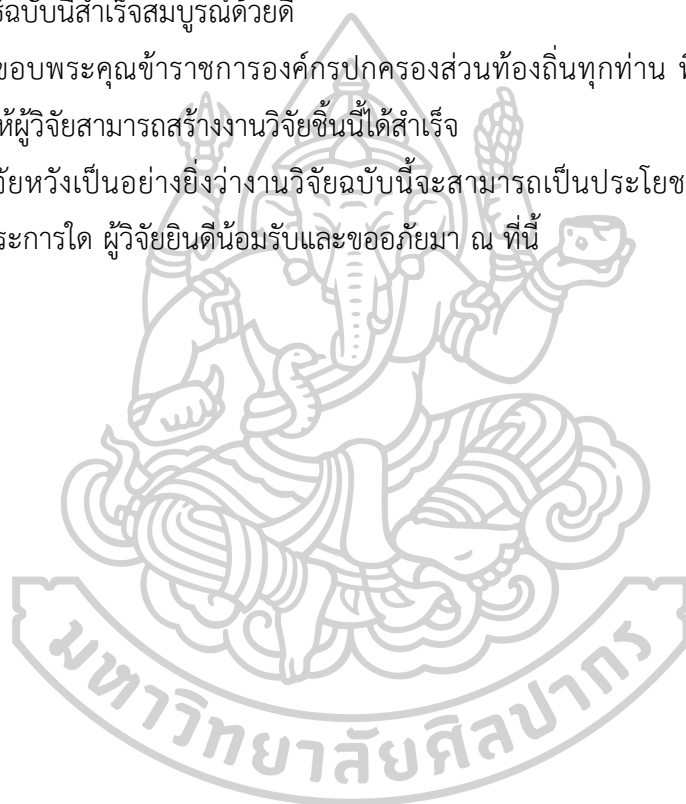 ฉบับนี้สำเร็จสมบูรณ์ด้วยดี
ขอบพระคุณข้าราชการองค์กรปกครองส่วนท้องถิ่นทุกท่าน
ให้ผู้วิจัยสามารถสร้างงานวิจัยชิ้นนี้ได้สำเร็จ
จัยหวังเป็นอย่างยิ่งว่างานวิจัยฉบับนี้จะสามารถเป็นประโยช
ระการใด ผู้วิจัยยินดีน้อมรับและขออภัยมา ณ ที่นี้
มหาวิทยาลัยศิลปากร